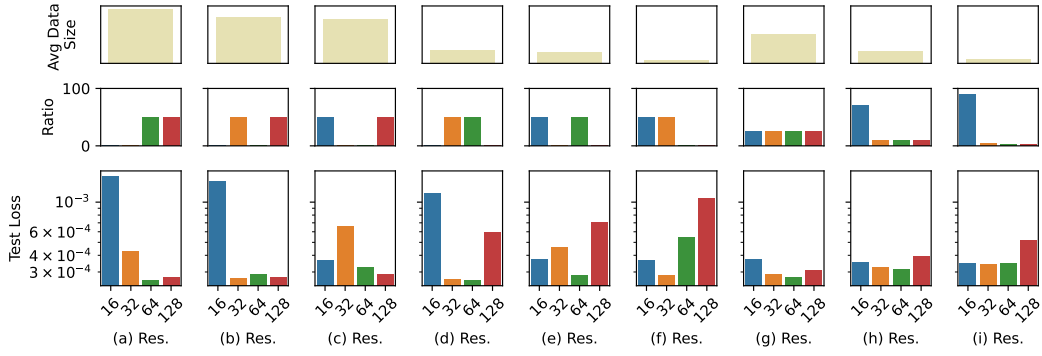 Avg Data
Size
100
Ratio
0
Test Loss
10⁻³
6 × 10⁻⁴
4 × 10⁻⁴
3 × 10⁻⁴
16 32 64 128 16 32 64 128 16 32 64 128 16 32 64 128 16 32 64 128 16 32 64 128 16 32 64 128 16 32 64 128 16 32 64 128
(a) Res. (b) Res. (c) Res. (d) Res. (e) Res. (f) Res. (g) Res. (h) Res. (i) Res.